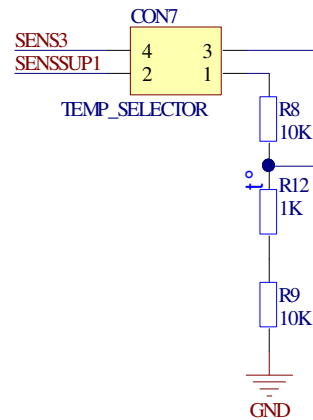 CON7
SENS3
4 3
SENSSUP1
2 1
TEMP_SELECTOR
R8
10K
t°
R12
1K
R9
10K
GND